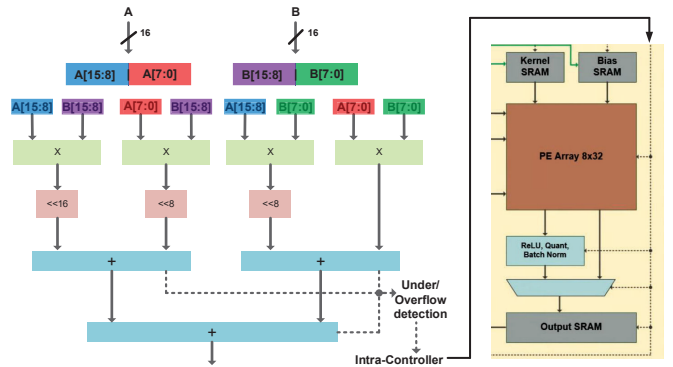 A
B
16
16
A[15:8]
A[7:0]
B[15:8]
B[7:0]
A[15:8]
B[15:8]
A[7:0]
B[15:8]
A[15:8]
B[7:0]
A[7:0]
B[7:0]
X
X
X
X
<<16
<<8
<<8
+
+
+
Under/
Overflow
detection
Intra-Controller
Kernel
SRAM
Bias
SRAM
PE Array 8x32
ReLU, Quant,
Batch Norm
Output SRAM